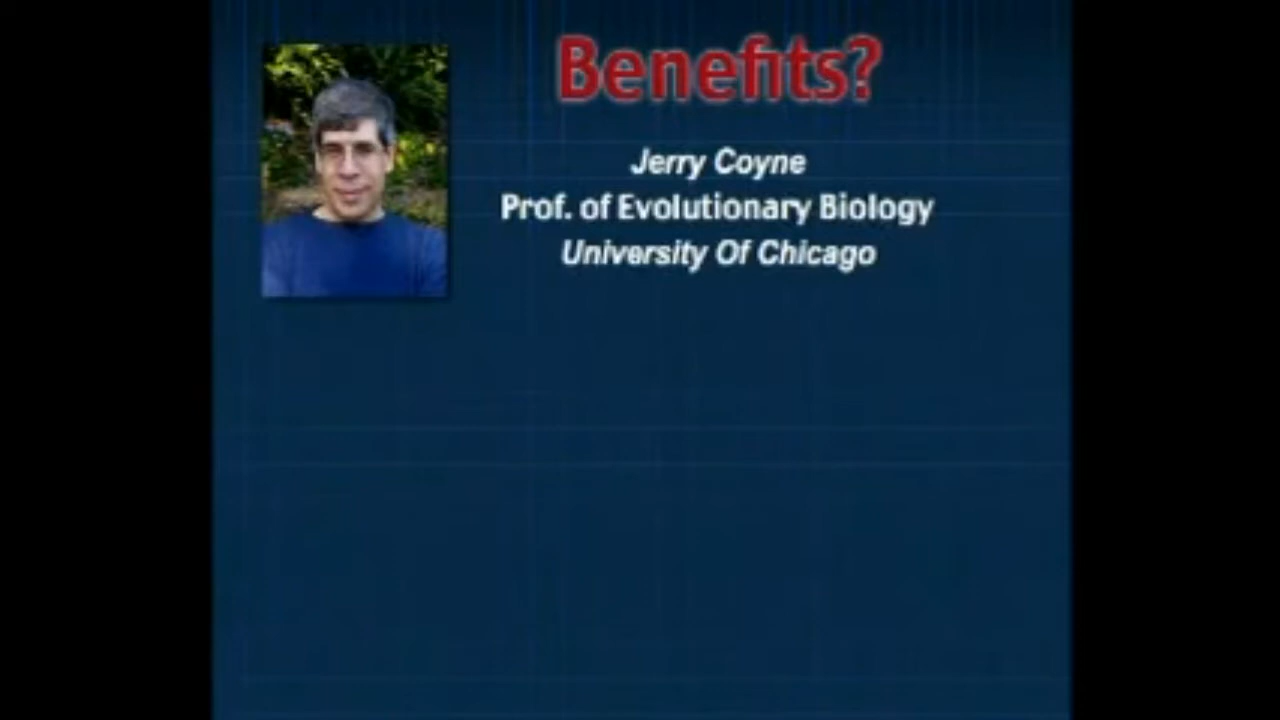 Benefits?
Jerry Coyne
Prof. of Evolutionary Biology
University Of Chicago